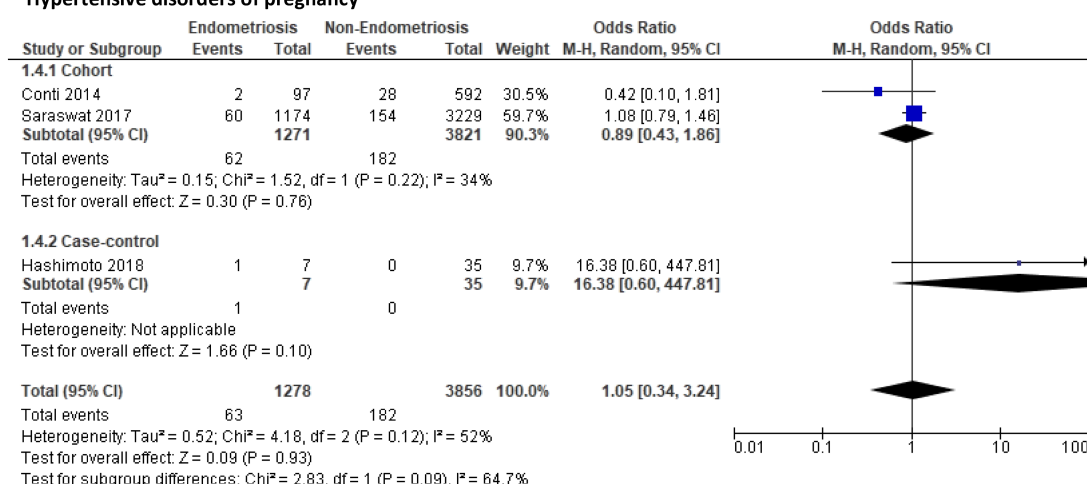 Hypertensive disorders of pregnancy
Endometriosis Non-Endometriosis Odds Ratio Odds Ratio
Study or Subgroup Events Total Events Total Weight M-H, Random, 95% CI M-H, Random, 95% CI
1.4.1 Cohort
Conti 2014 2 97 28 592 30.5% 0.42 [0.10, 1.81]
Saraswat 2017 60 1174 154 3229 59.7% 1.08 [0.79, 1.46]
Subtotal (95% CI) 1271 3821 90.3% 0.89 [0.43, 1.86]
Total events 62 182
Heterogeneity: Tau² = 0.15; Chi² = 1.52, df = 1 (P = 0.22); I² = 34%
Test for overall effect: Z = 0.30 (P = 0.76)
1.4.2 Case-control
Hashimoto 2018 1 7 0 35 9.7% 16.38 [0.60, 447.81]
Subtotal (95% CI) 7 35 9.7% 16.38 [0.60, 447.81]
Total events 1 0
Heterogeneity: Not applicable
Test for overall effect: Z = 1.66 (P = 0.10)
Total (95% CI) 1278 3856 100.0% 1.05 [0.34, 3.24]
Total events 63 182
Heterogeneity: Tau² = 0.52; Chi² = 4.18, df = 2 (P = 0.12); I² = 52%
Test for overall effect: Z = 0.09 (P = 0.93)
Test for subgroup differences: Chi² = 2.83, df = 1 (P = 0.09), I² = 64.7%
0.01 0.1 1 10 100